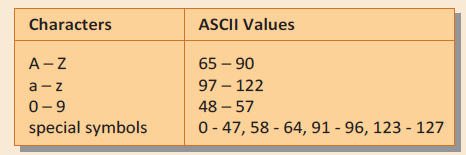 Characters ASCII Values
A – Z 65 – 90
a – z 97 – 122
0 – 9 48 – 57
special symbols 0 - 47, 58 - 64, 91 - 96, 123 - 127